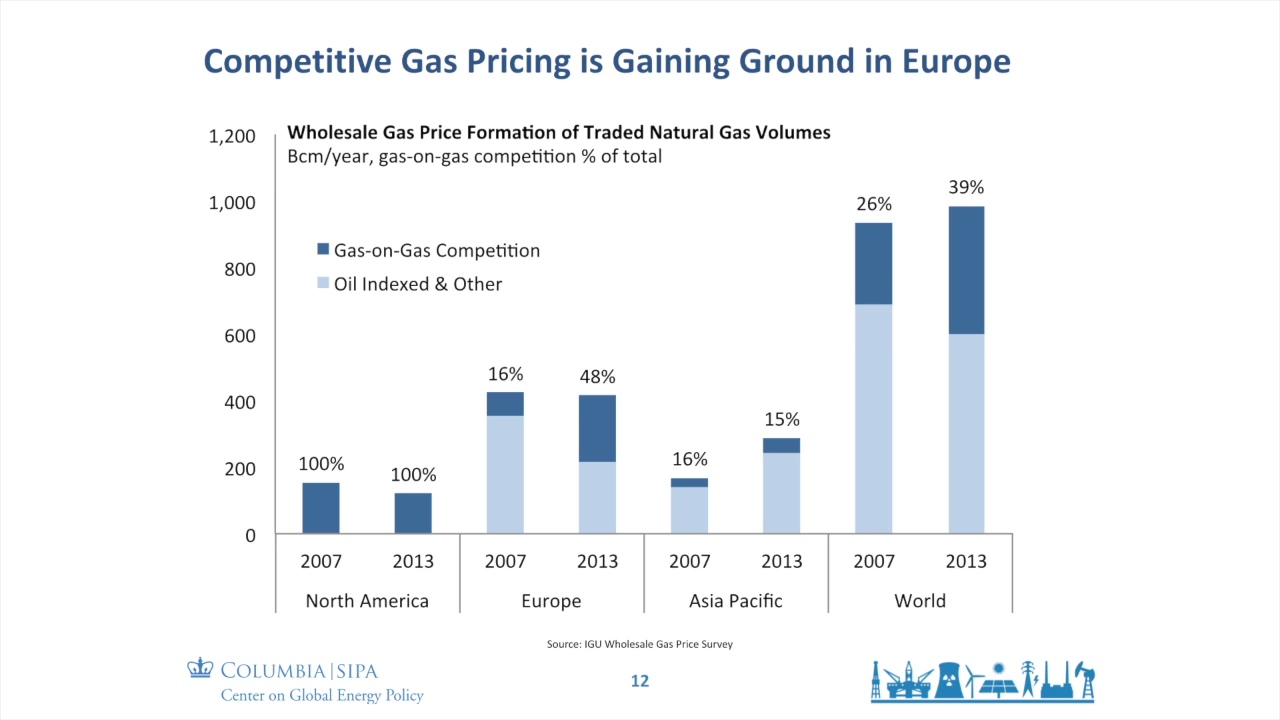 Competitive Gas Pricing is Gaining Ground in Europe
Wholesale Gas Price Formation of Traded Natural Gas Volumes
Bcm/year, gas-on-gas competition % of total
1,200
1,000
800
600
400
200
0
Gas-on-Gas Competition
Oil Indexed & Other
100%
100%
16%
48%
16%
15%
26%
39%
2007 2013 2007 2013 2007 2013 2007 2013
North America Europe Asia Pacific World
Source: IGU Wholesale Gas Price Survey
COLUMBIA | SIPA
Center on Global Energy Policy
12